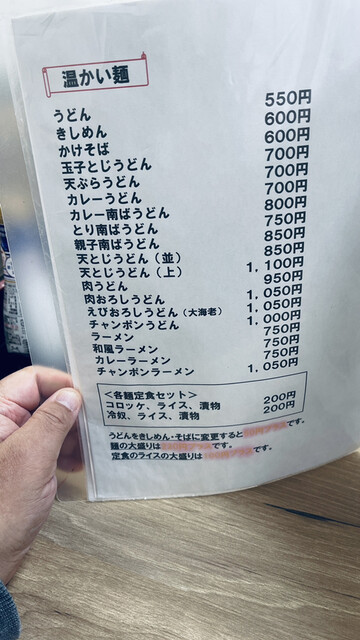 温かい麺
うどん 550円
きしめん 600円
かけそば 600円
玉子とじうどん 700円
天ぷらうどん 700円
カレーうどん 700円
カレー南ばうどん 800円
とり南ばうどん 750円
親子南ばうどん 850円
天とじうどん（並） 850円
天とじうどん（上） 1,100円
肉うどん 950円
肉おろしうどん 1,050円
えびおろしうどん（大海老） 1,050円
チャンポンうどん 1,000円
ラーメン 750円
和風ラーメン 750円
カレーラーメン 750円
チャンポンラーメン 1,050円
＜各麺定食セット＞
コロッケ、ライス、漬物 200円
冷奴、ライス、漬物 200円
うどんをきしめん・そばに変更すると です。
麺の大盛りは です。
定食のライスの大盛りは です。